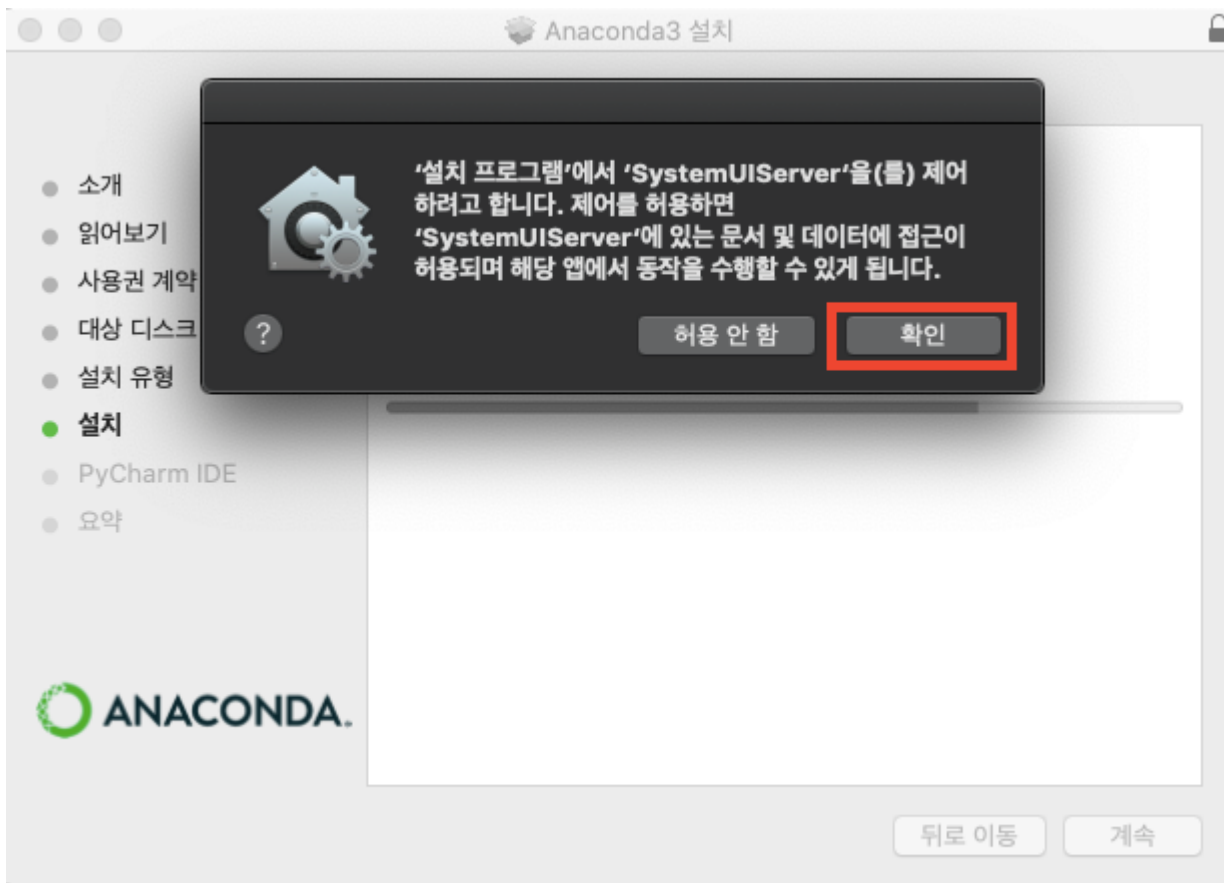 Anaconda3 설치
'설치 프로그램'에서 'SystemUIServer'을(를) 제어
하려고 합니다. 제어를 허용하면
'SystemUIServer'에 있는 문서 및 데이터에 접근이
허용되며 해당 앱에서 동작을 수행할 수 있게 됩니다.
?
허용 안 함
확인
소개
읽어보기
사용권 계약
대상 디스크
설치 유형
설치
PyCharm IDE
요약
ANACONDA.
뒤로 이동
계속